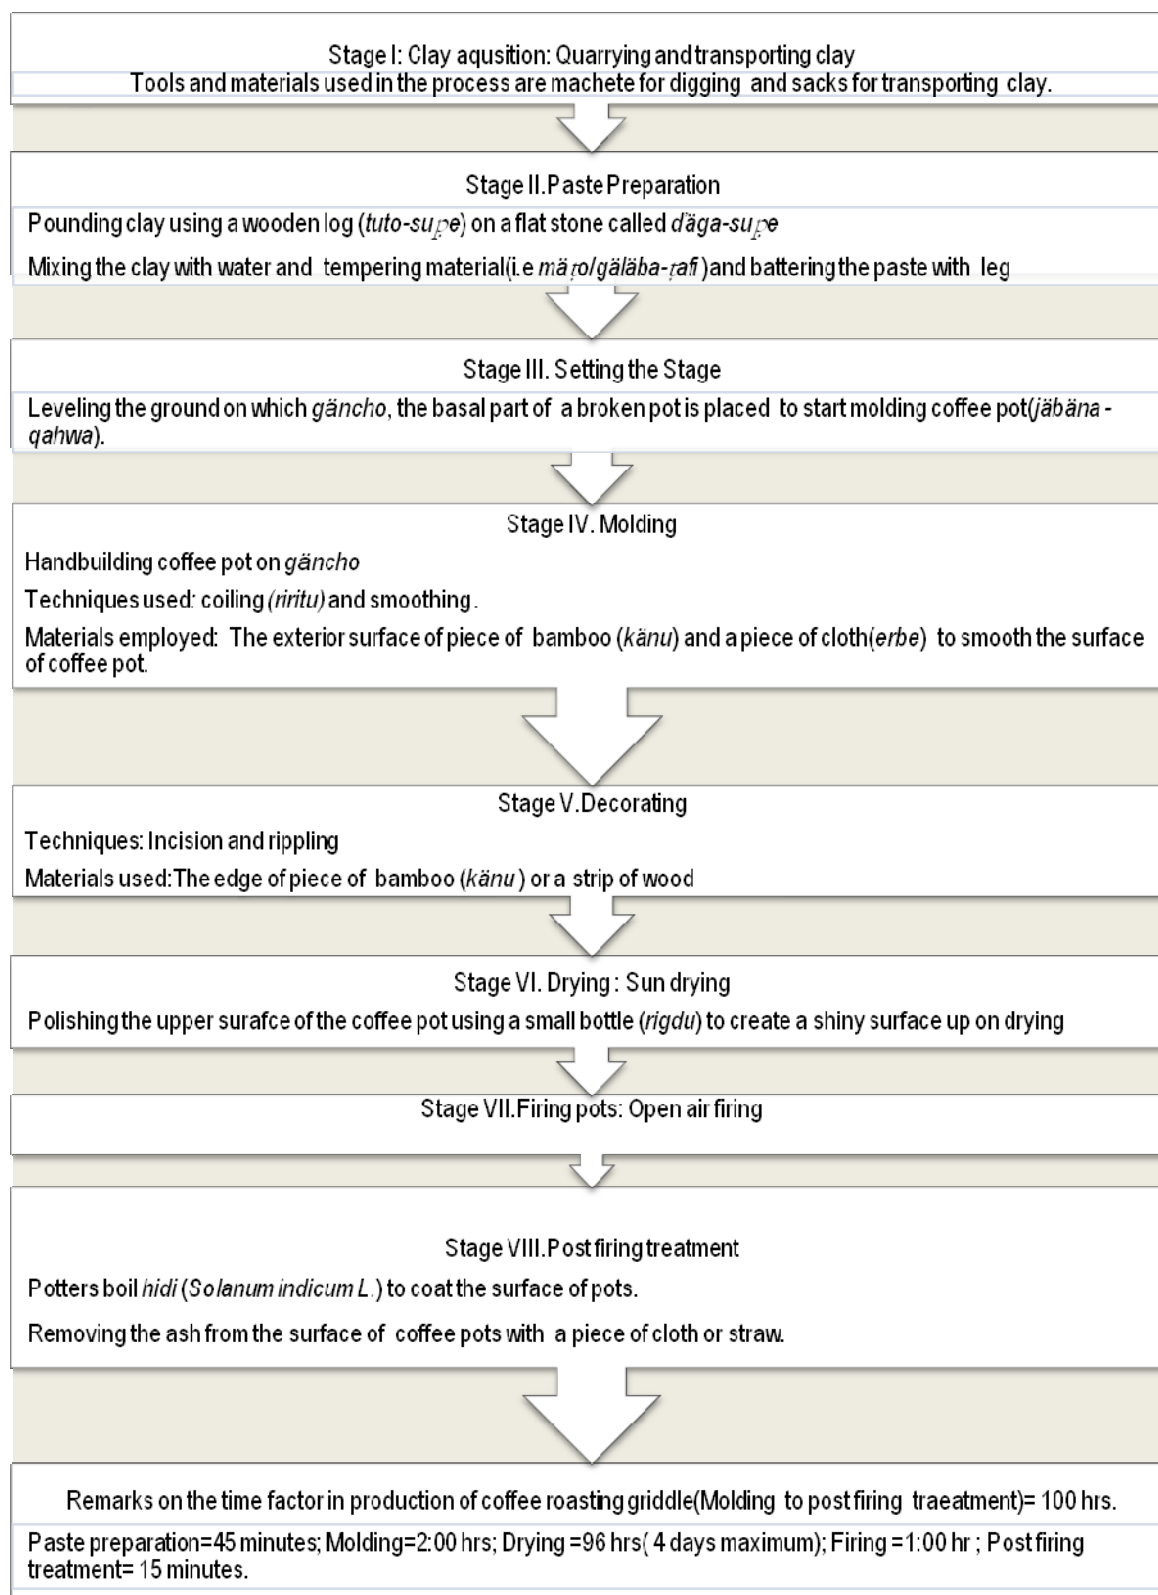 Stage I: Clay aqusition: Quarrying and transporting clay
Tools and materials used in the process are machete for digging and sacks for transporting clay.
Stage II.Paste Preparation
Pounding clay using a wooden log (tuto-sup̣e) on a flat stone called d'äga-sup̣e
Mixing the clay with water and tempering material(i.e märo/gäläba-ṭafi)and battering the paste with leg
Stage III. Setting the Stage
Leveling the ground on which gäncho, the basal part of a broken pot is placed to start molding coffee pot(jäbäna-
qahwa).
Stage IV. Molding
Handbuilding coffee pot on gäncho
Techniques used: coiling (riritu) and smoothing.
Materials employed: The exterior surface of piece of bamboo (känu) and a piece of cloth(erbe) to smooth the surface
of coffee pot.
Stage V.Decorating
Techniques: Incision and rippling
Materials used:The edge of piece of bamboo (känu) or a strip of wood
Stage VI. Drying : Sun drying
Polishing the upper surafce of the coffee pot using a small bottle (rigdu) to create a shiny surface up on drying
Stage VII.Firing pots: Open air firing
Stage VIII.Post firing treatment
Potters boil hidi (Solanum indicum L.) to coat the surface of pots.
Removing the ash from the surface of coffee pots with a piece of cloth or straw.
Remarks on the time factor in production of coffee roasting griddle(Molding to post firing traeatment)= 100 hrs.
Paste preparation=45 minutes; Molding=2:00 hrs; Drying =96 hrs( 4 days maximum); Firing =1:00 hr ; Post firing
treatment= 15 minutes.